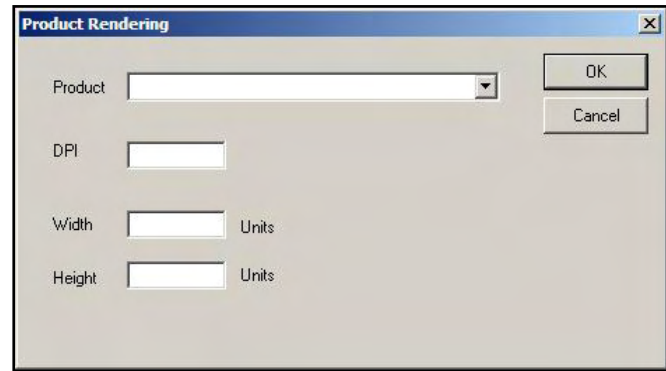 Product Rendering
Product
OK
Cancel
DPI
Width Units
Height Units